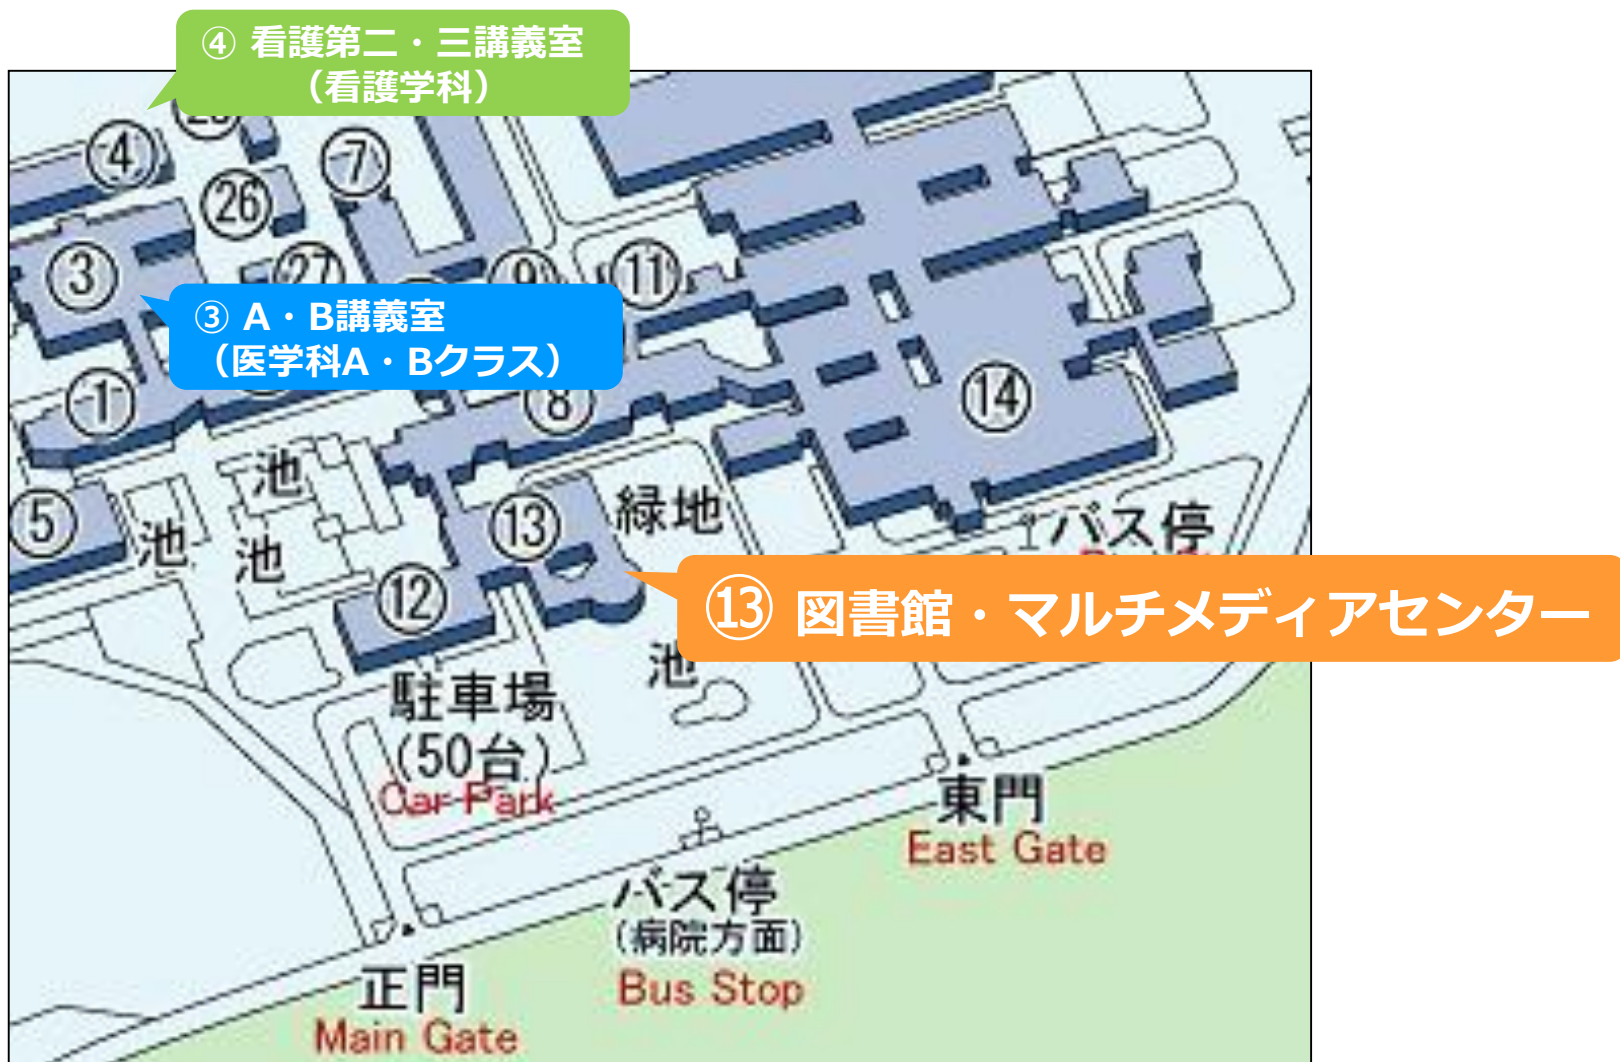 ④ 看護第二・三講義室
（看護学科）
④
⑦
㉖
③
㉗
⑨
⑪
③ A・B講義室
（医学科A・Bクラス）
①
⑧
⑭
池
緑地
⑤
池
池
⑬
バス停
⑫
⑬ 図書館・マルチメディアセンター
池
駐車場
(50台)
Car Park
東門
East Gate
バス停
(病院方面)
Bus Stop
正門
Main Gate